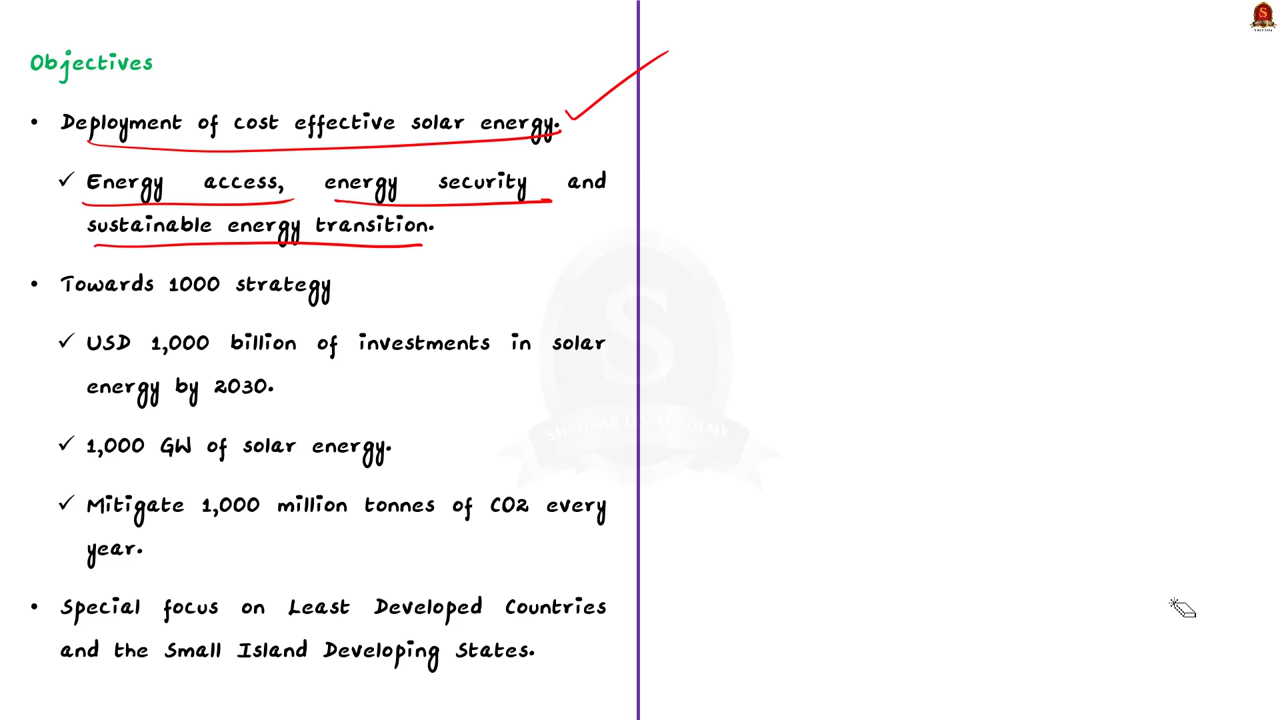 Objectives
• Deployment of cost effective solar energy.
✓ Energy access, energy security and
sustainable energy transition.
• Towards 1000 strategy
✓ USD 1,000 billion of investments in solar
energy by 2030.
✓ 1,000 GW of solar energy.
✓ Mitigate 1,000 million tonnes of CO2 every
year.
• Special focus on Least Developed Countries
and the Small Island Developing States.
S
S